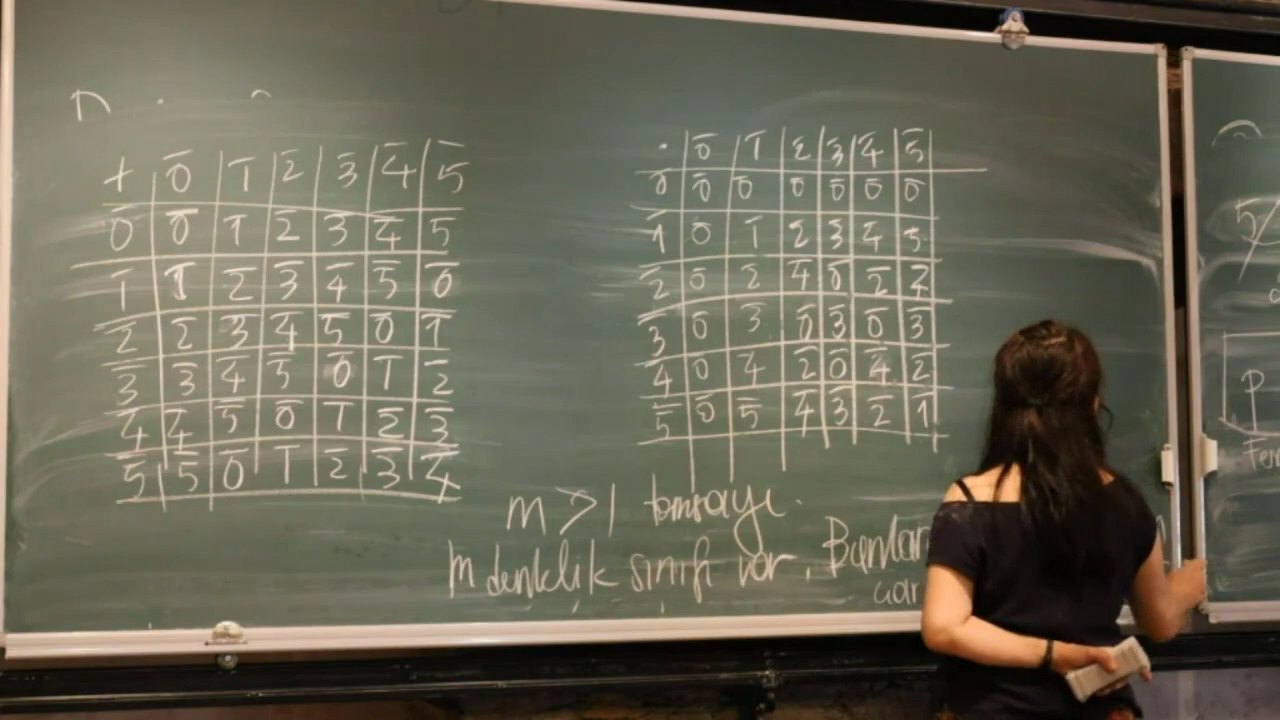 n
+ 0̅ 1̅ 2̅ 3̅ 4̅ 5̅
0̅ 0̅ 1̅ 2̅ 3̅ 4̅ 5̅
1̅ 1̅ 2̅ 3̅ 4̅ 5̅ 0̅
2̅ 2̅ 3̅ 4̅ 5̅ 0̅ 1̅
3̅ 3̅ 4̅ 5̅ 0̅ 1̅ 2̅
4̅ 4̅ 5̅ 0̅ 1̅ 2̅ 3̅
5̅ 5̅ 0̅ 1̅ 2̅ 3̅ 4̅
· 0̅ 1̅ 2̅ 3̅ 4̅ 5̅
0̅ 0̅ 0̅ 0̅ 0̅ 0̅ 0̅
1̅ 0̅ 1̅ 2̅ 3̅ 4̅ 5̅
2̅ 0̅ 2̅ 4̅ 0̅ 2̅ 4̅
3̅ 0̅ 3̅ 0̅ 3̅ 0̅ 3̅
4̅ 0̅ 4̅ 2̅ 0̅ 4̅ 2̅
5̅ 0̅ 5̅ 4̅ 3̅ 2̅ 1̅
m > 1 tamsayı.
m denklik sınıfı var. Bunlar
5
P
Fer